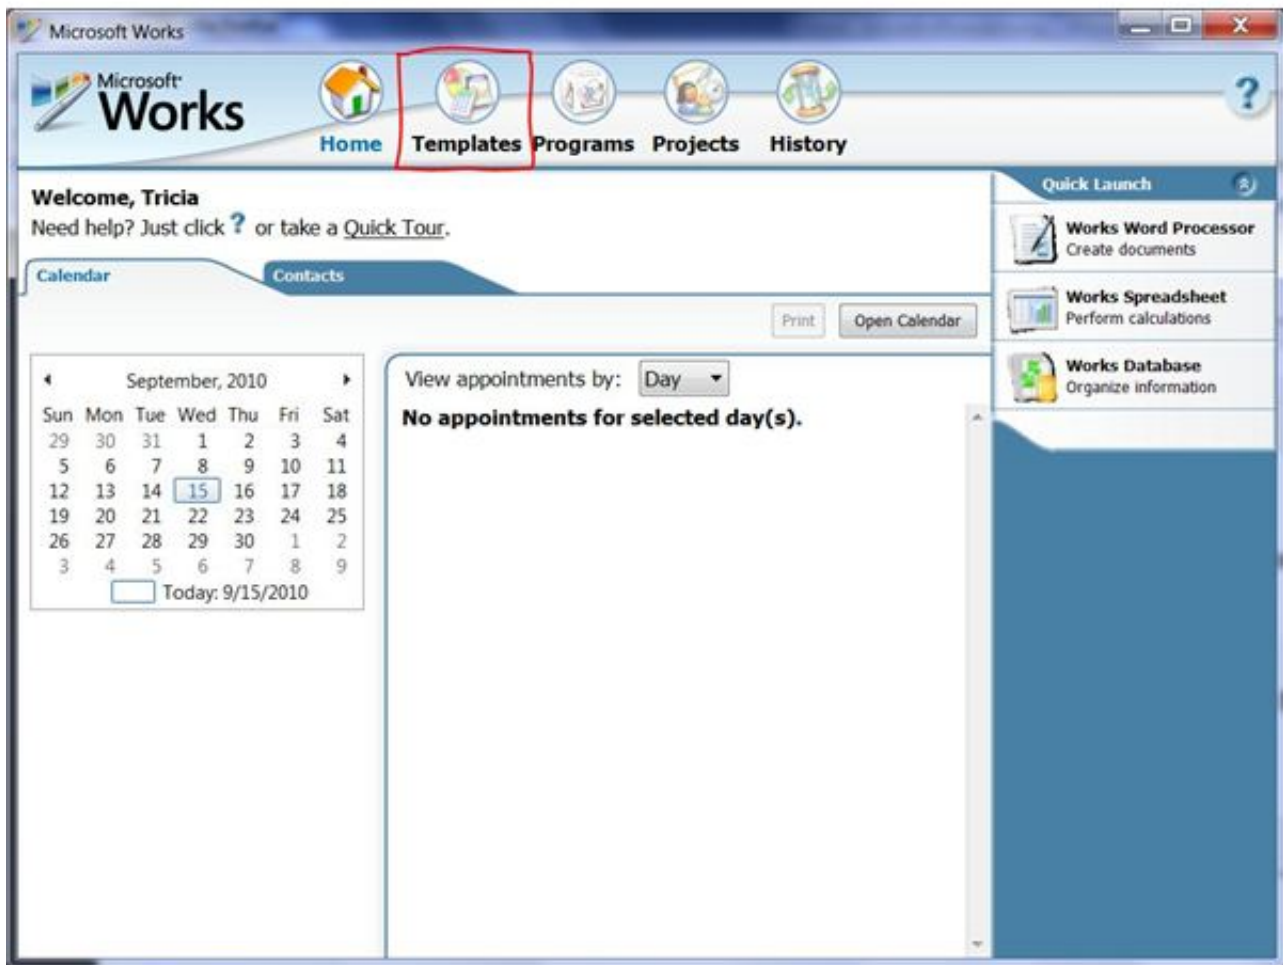 Microsoft Works
Microsoft
Works
Home Templates Programs Projects History
?
Welcome, Tricia
Need help? Just click ? or take a Quick Tour.
Calendar Contacts
Print Open Calendar
September, 2010
Sun Mon Tue Wed Thu Fri Sat
29 30 31 1 2 3 4
5 6 7 8 9 10 11
12 13 14 15 16 17 18
19 20 21 22 23 24 25
26 27 28 29 30 1 2
3 4 5 6 7 8 9
Today: 9/15/2010
View appointments by: Day
No appointments for selected day(s).
Quick Launch
Works Word Processor
Create documents
Works Spreadsheet
Perform calculations
Works Database
Organize information